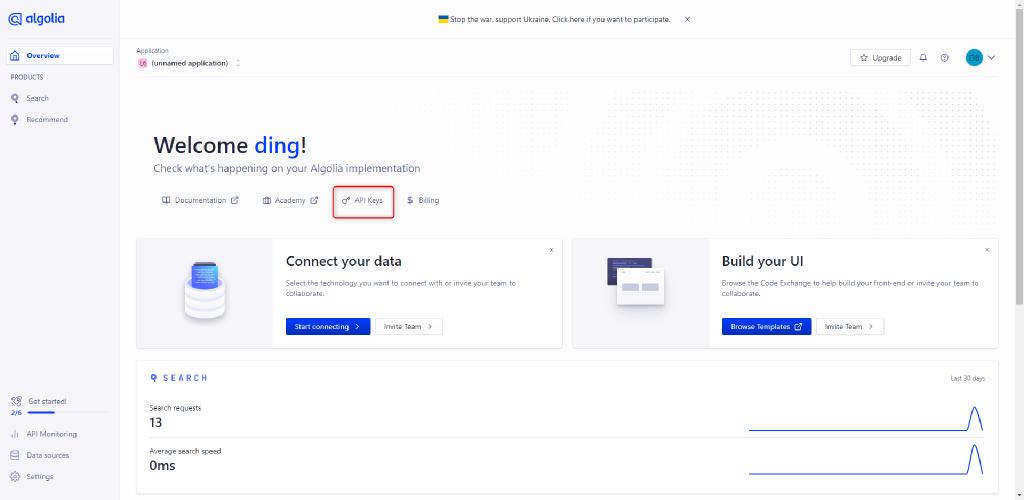 algolia
Stop the war, support Ukraine. Click here if you want to participate.
Overview
PRODUCTS
Search
Recommend
Application
(unnamed application)
Upgrade
DB
Welcome ding!
Check what's happening on your Algolia implementation
Documentation
Academy
API Keys
$ Billing
Connect your data
Select the technology you want to connect with or invite your team to
collaborate.
Start connecting
Invite Team
Build your UI
Browse the Code Exchange to help build your front-end or invite your team to
collaborate.
Browse Templates
Invite Team
SEARCH
Last 30 days
Search requests
13
Average search speed
0ms
Get started!
2/6
API Monitoring
Data sources
Settings